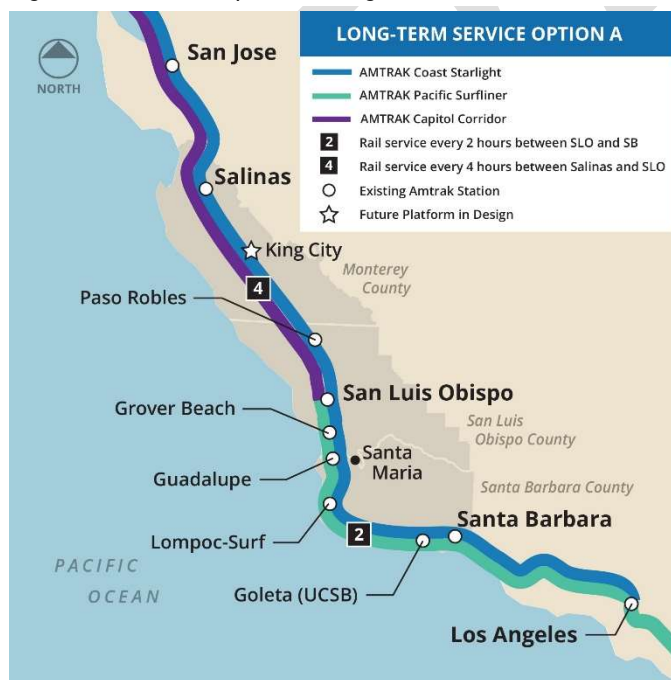 LONG-TERM SERVICE OPTION A
AMTRAK Coast Starlight
AMTRAK Pacific Surfliner
AMTRAK Capitol Corridor
2 Rail service every 2 hours between SLO and SB
4 Rail service every 4 hours between Salinas and SLO
Existing Amtrak Station
Future Platform in Design
NORTH
San Jose
Salinas
King City
Monterey
County
4
Paso Robles
San Luis Obispo
Grover Beach
San Luis
Obispo County
Santa
Maria
Guadalupe
Santa Barbara County
Santa Barbara
Lompoc-Surf
2
PACIFIC
OCEAN
Goleta (UCSB)
Los Angeles